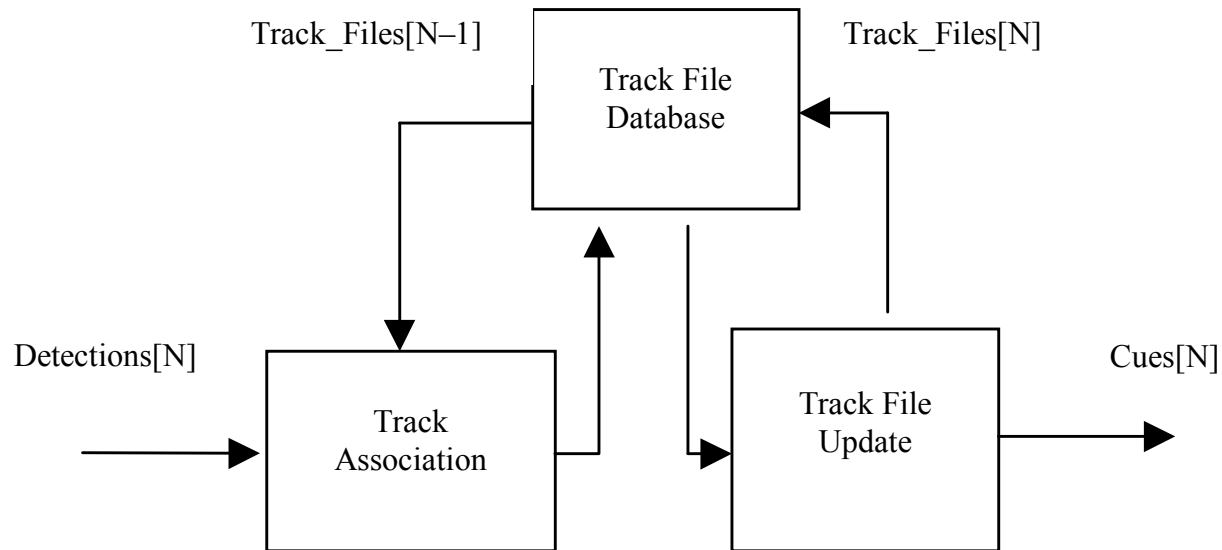 Track_Files[N–1]
Track_Files[N]
Track File
Database
Detections[N]
Track
Association
Track File
Update
Cues[N]